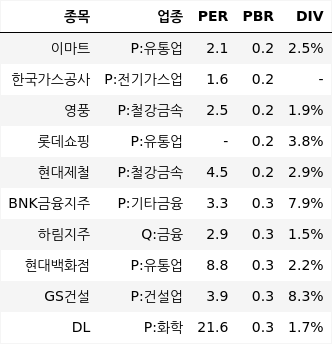 종목 업종 PER PBR DIV
이마트 P:유통업 2.1 0.2 2.5%
한국가스공사 P:전기가스업 1.6 0.2 -
영풍 P:철강금속 2.5 0.2 1.9%
롯데쇼핑 P:유통업 - 0.2 3.8%
현대제철 P:철강금속 4.5 0.2 2.9%
BNK금융지주 P:기타금융 3.3 0.3 7.9%
하림지주 Q:금융 2.9 0.3 1.5%
현대백화점 P:유통업 8.8 0.3 2.2%
GS건설 P:건설업 3.9 0.3 8.3%
DL P:화학 21.6 0.3 1.7%